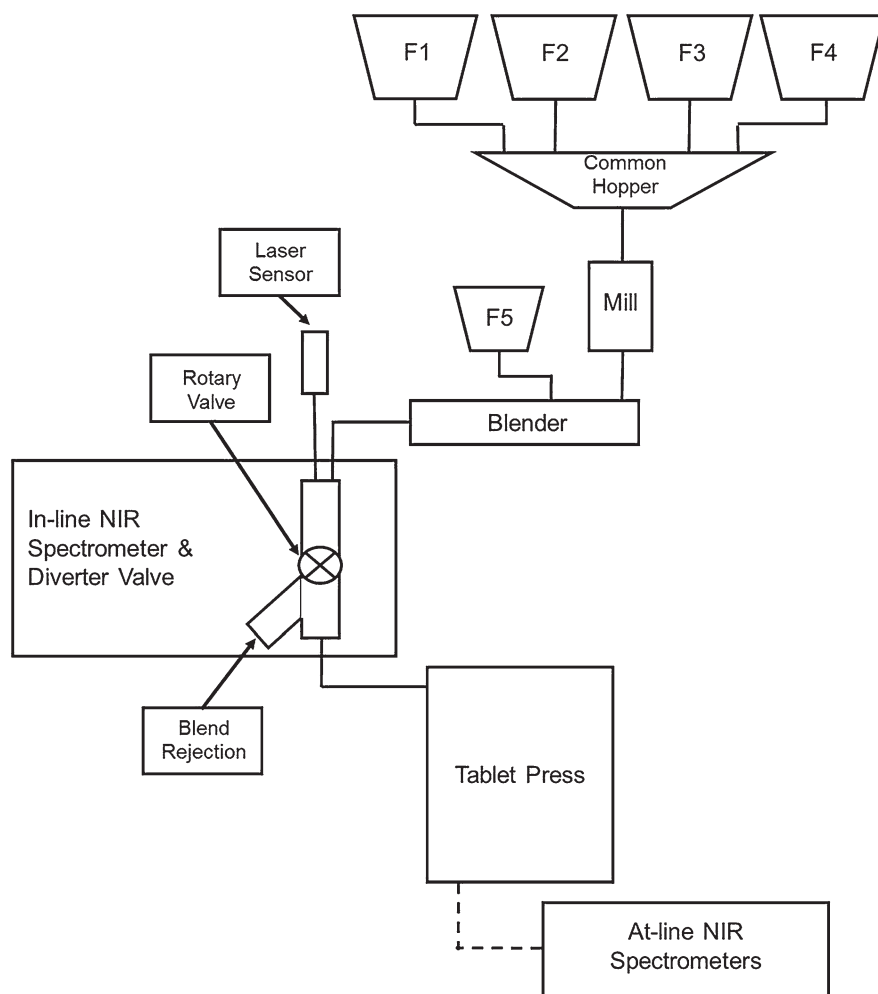 F1
F2
F3
F4
Common
Hopper
Laser
Sensor
F5
Mill
Rotary
Valve
Blender
In-line NIR
Spectrometer &
Diverter Valve
Blend
Rejection
Tablet Press
At-line NIR
Spectrometers